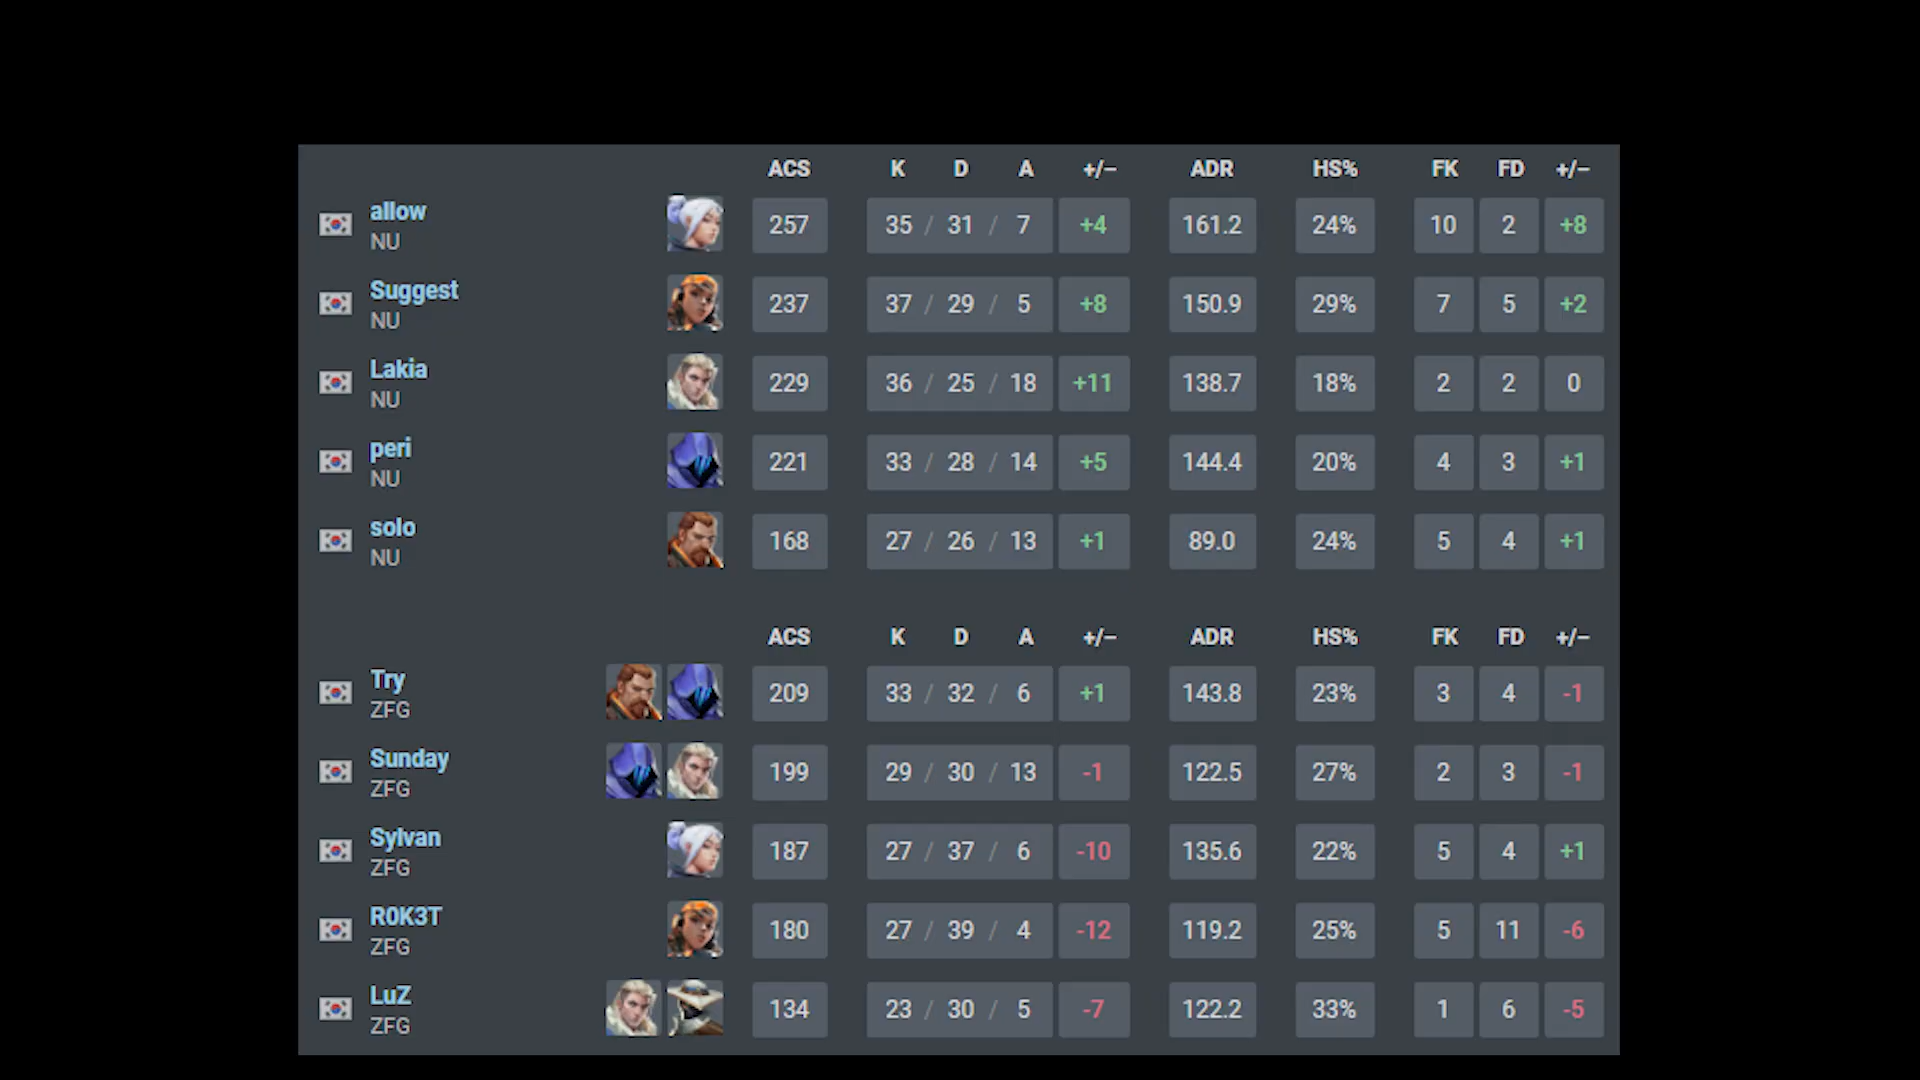 ACS K D A +/– ADR HS% FK FD +/–
allow
NU
257 35 / 31 / 7 +4 161.2 24% 10 2 +8
Suggest
NU
237 37 / 29 / 5 +8 150.9 29% 7 5 +2
Lakia
NU
229 36 / 25 / 18 +11 138.7 18% 2 2 0
peri
NU
221 33 / 28 / 14 +5 144.4 20% 4 3 +1
solo
NU
168 27 / 26 / 13 +1 89.0 24% 5 4 +1
ACS K D A +/– ADR HS% FK FD +/–
Try
ZFG
209 33 / 32 / 6 +1 143.8 23% 3 4 -1
Sunday
ZFG
199 29 / 30 / 13 -1 122.5 27% 2 3 -1
Sylvan
ZFG
187 27 / 37 / 6 -10 135.6 22% 5 4 +1
R0K3T
ZFG
180 27 / 39 / 4 -12 119.2 25% 5 11 -6
LuZ
ZFG
134 23 / 30 / 5 -7 122.2 33% 1 6 -5